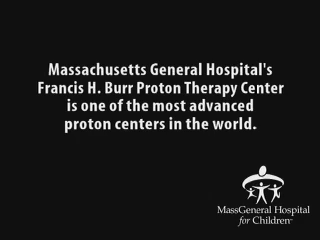 Massachusetts General Hospital's
Francis H. Burr Proton Therapy Center
is one of the most advanced
proton centers in the world.
MassGeneral Hospital
for Children™